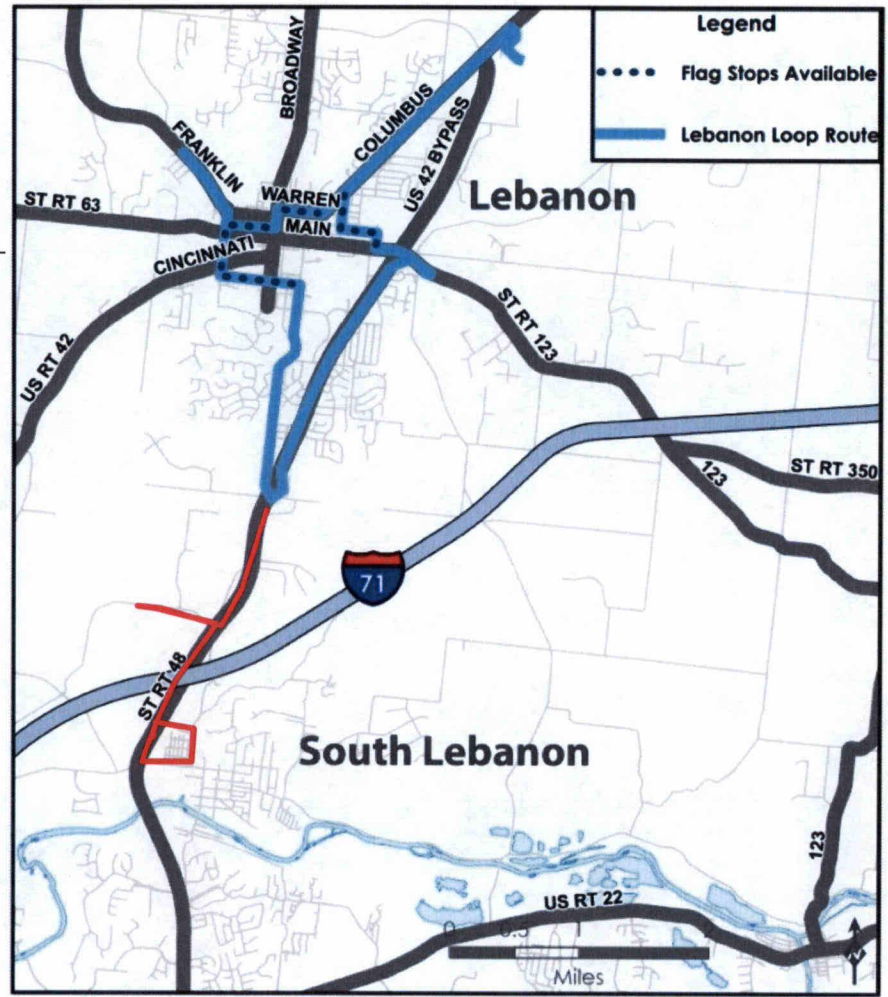 Legend
Flag Stops Available
Lebanon Loop Route
BROADWAY
COLUMBUS
FRANKLIN
US 42 BYPASS
WARREN
Lebanon
ST RT 63
MAIN
CINCINNATI
ST RT 123
US RT 42
ST RT 350
123
71
ST RT 48
South Lebanon
123
US RT 22
0 0.5 1
Miles